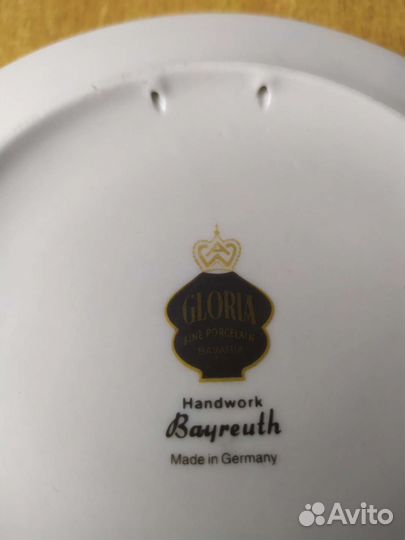 GLORIA
FINE PORCELAIN
BAVARIA
Handwork
Bayreuth
Made in Germany
Avito